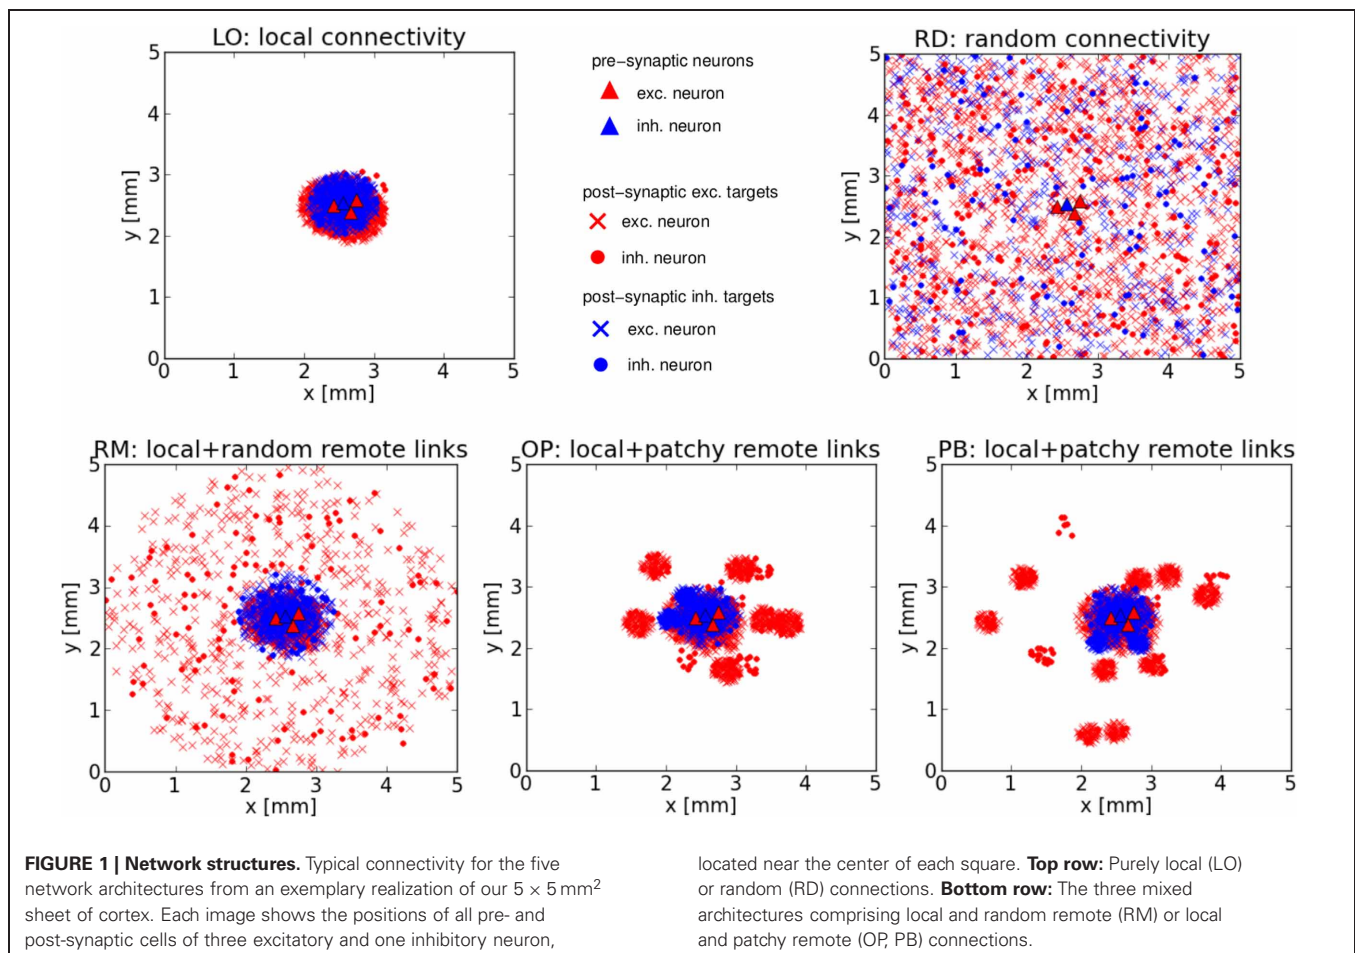 LO: local connectivity
5
4
3
2
1
0
y [mm]
0 1 2 3 4 5
x [mm]
pre−synaptic neurons
exc. neuron
inh. neuron
post−synaptic exc. targets
exc. neuron
inh. neuron
post−synaptic inh. targets
exc. neuron
inh. neuron
RD: random connectivity
5
4
3
2
1
0
y [mm]
0 1 2 3 4 5
x [mm]
RM: local+random remote links
5
4
3
2
1
0
y [mm]
0 1 2 3 4 5
x [mm]
OP: local+patchy remote links
5
4
3
2
1
0
y [mm]
0 1 2 3 4 5
x [mm]
PB: local+patchy remote links
5
4
3
2
1
0
y [mm]
0 1 2 3 4 5
x [mm]
FIGURE 1 | Network structures. Typical connectivity for the five
network architectures from an exemplary realization of our 5 × 5 mm²
sheet of cortex. Each image shows the positions of all pre- and
post-synaptic cells of three excitatory and one inhibitory neuron,
located near the center of each square. Top row: Purely local (LO)
or random (RD) connections. Bottom row: The three mixed
architectures comprising local and random remote (RM) or local
and patchy remote (OP, PB) connections.